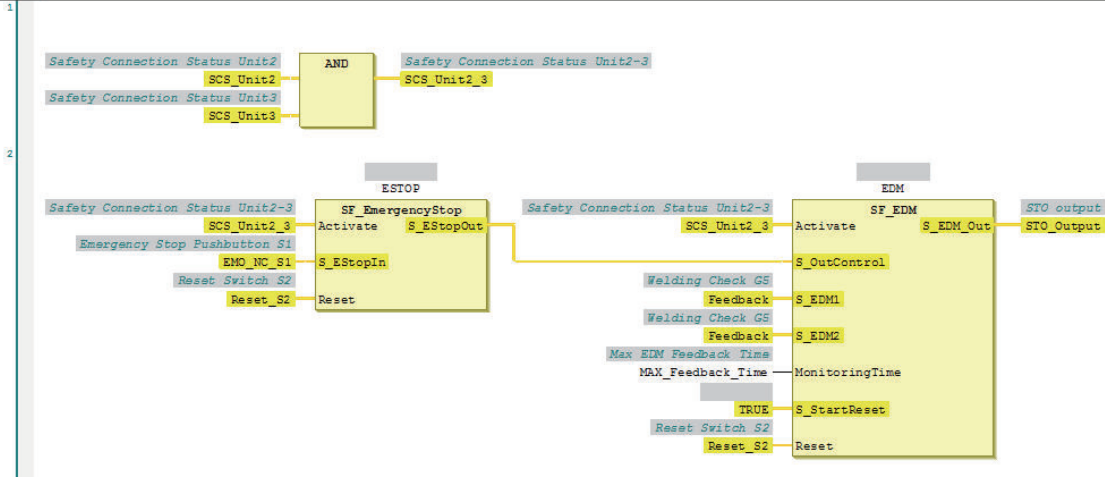 1
Safety Connection Status Unit2
AND
Safety Connection Status Unit2-3
SCS_Unit2
SCS_Unit2_3
Safety Connection Status Unit3
SCS_Unit3
2
ESTOP
EDM
Safety Connection Status Unit2-3
SF_EmergencyStop
Safety Connection Status Unit2-3
SF_EDM
STO output
SCS_Unit2_3
Activate
S_EStopOut
SCS_Unit2_3
Activate
S_EDM_Out
STO_Output
Emergency Stop Pushbutton S1
EMO_NC_S1
S_EStopIn
S_OutControl
Reset Switch S2
Welding Check G5
Reset_S2
Reset
Feedback
S_EDM1
Welding Check G5
Feedback
S_EDM2
Max EDM Feedback Time
MAX_Feedback_Time
MonitoringTime
TRUE
S_StartReset
Reset Switch S2
Reset_S2
Reset